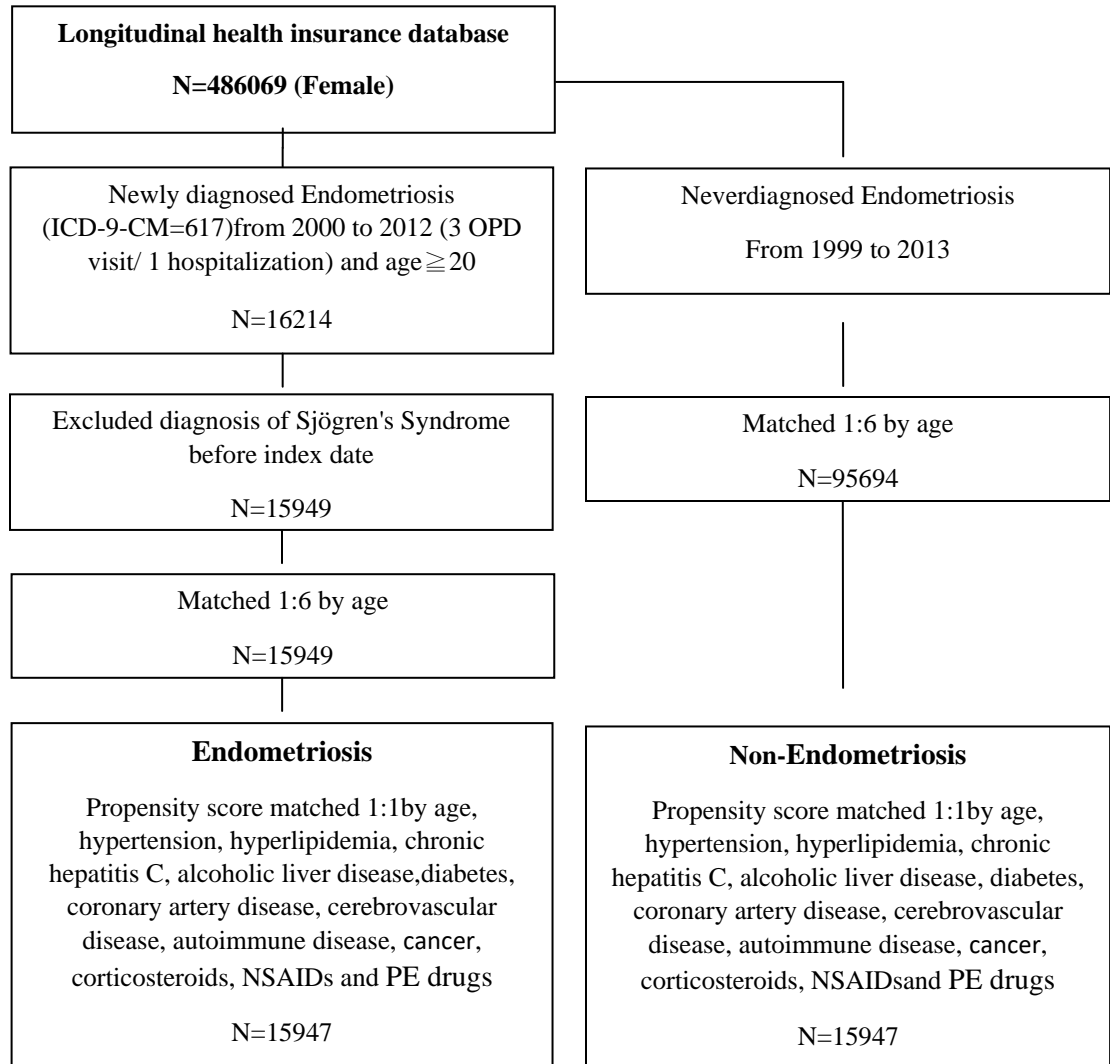 Longitudinal health insurance database
N=486069 (Female)
Newly diagnosed Endometriosis
(ICD-9-CM=617)from 2000 to 2012 (3 OPD
visit/ 1 hospitalization) and age≧20
N=16214
Neverdiagnosed Endometriosis
From 1999 to 2013
Excluded diagnosis of Sjögren's Syndrome
before index date
N=15949
Matched 1:6 by age
N=95694
Matched 1:6 by age
N=15949
Endometriosis
Propensity score matched 1:1by age,
hypertension, hyperlipidemia, chronic
hepatitis C, alcoholic liver disease,diabetes,
coronary artery disease, cerebrovascular
disease, autoimmune disease, cancer,
corticosteroids, NSAIDs and PE drugs
N=15947
Non-Endometriosis
Propensity score matched 1:1by age,
hypertension, hyperlipidemia, chronic
hepatitis C, alcoholic liver disease, diabetes,
coronary artery disease, cerebrovascular
disease, autoimmune disease, cancer,
corticosteroids, NSAIDsand PE drugs
N=15947